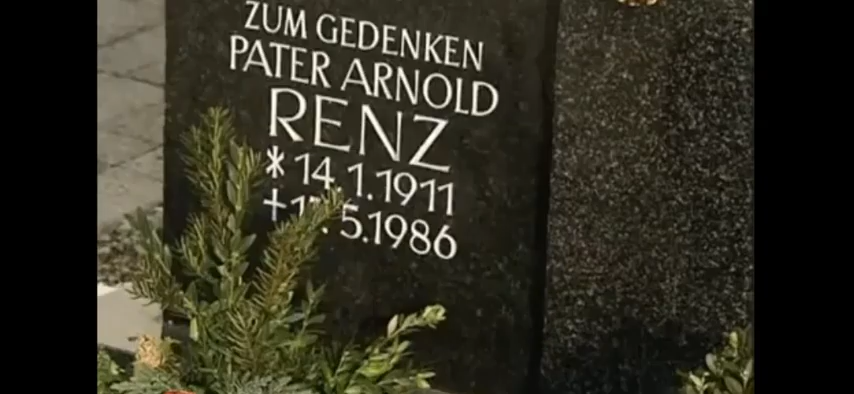 ZUM GEDENKEN
PATER ARNOLD
RENZ
* 14.1.1911
† 5.1986